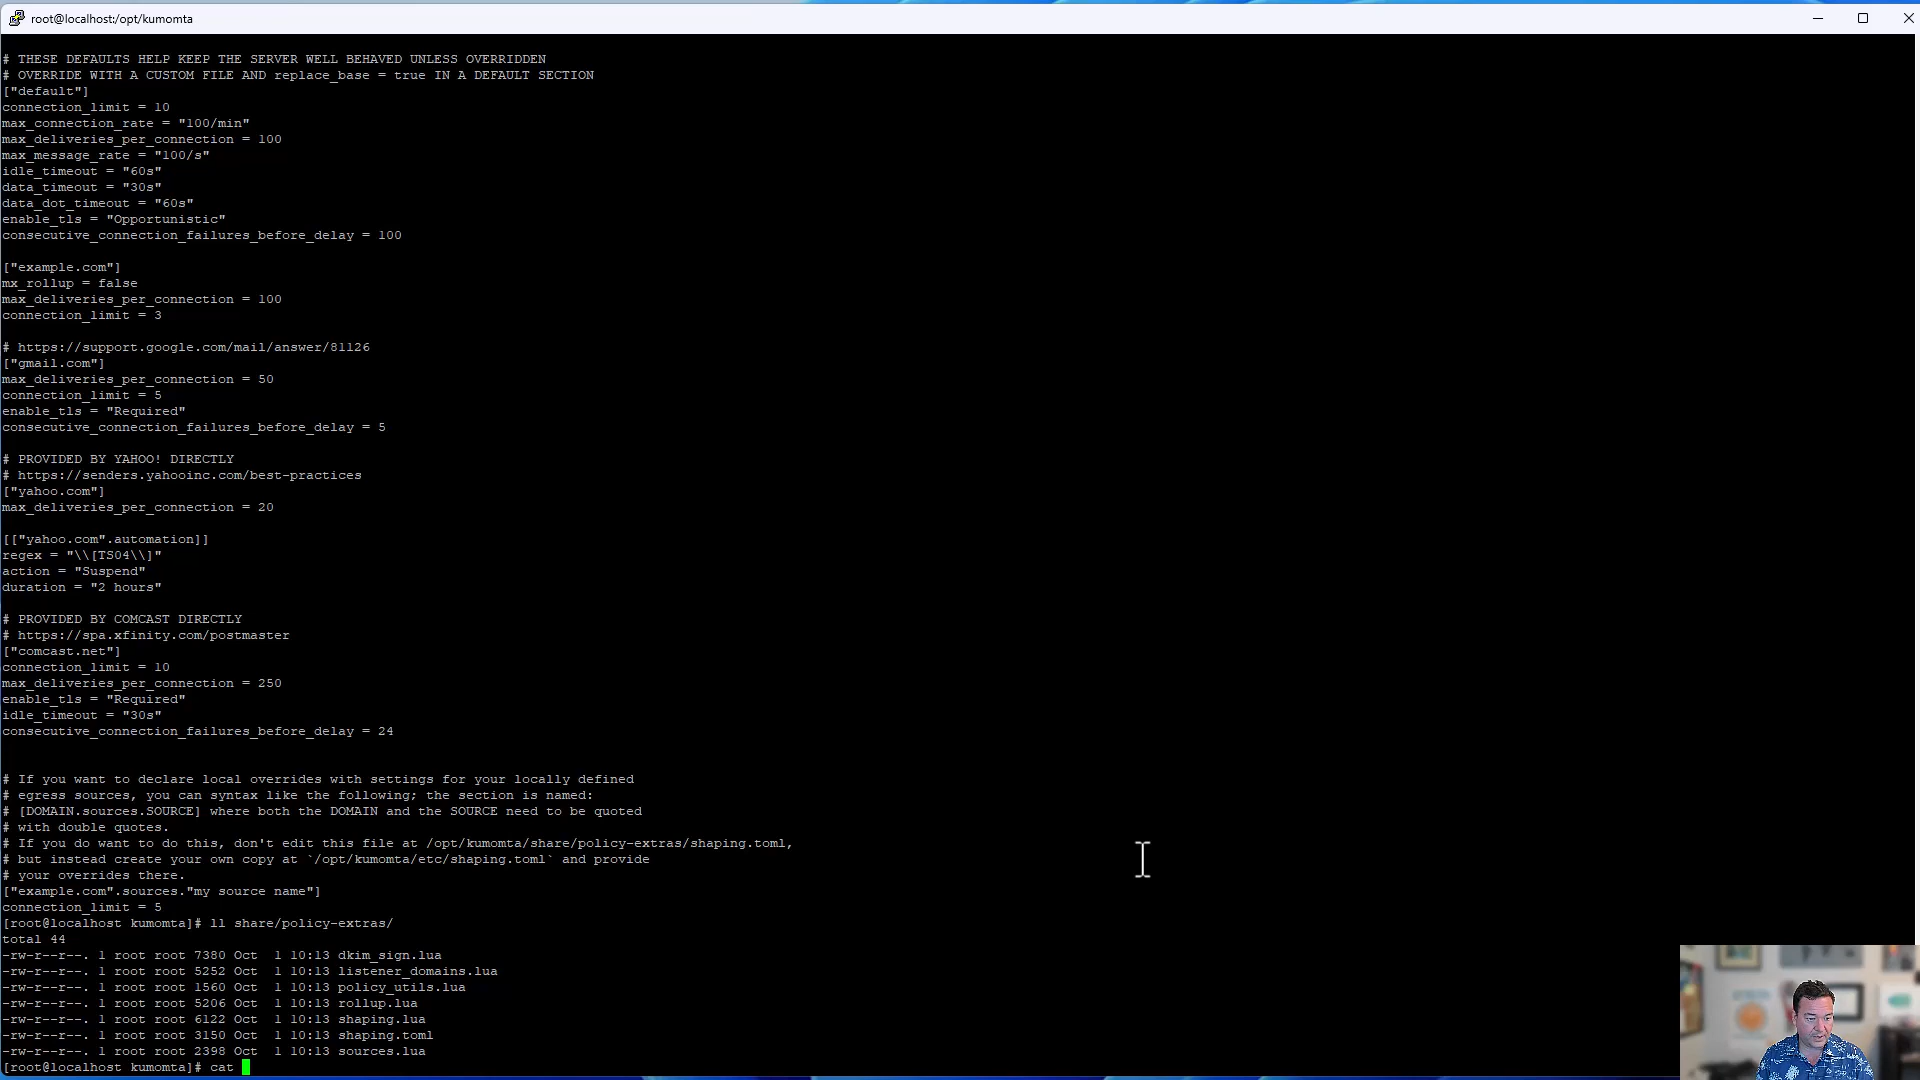 root@localhost:/opt/kumomta
# THESE DEFAULTS HELP KEEP THE SERVER WELL BEHAVED UNLESS OVERRIDDEN
# OVERRIDE WITH A CUSTOM FILE AND replace_base = true IN A DEFAULT SECTION
["default"]
connection_limit = 10
max_connection_rate = "100/min"
max_deliveries_per_connection = 100
max_message_rate = "100/s"
idle_timeout = "60s"
data_timeout = "30s"
data_dot_timeout = "60s"
enable_tls = "Opportunistic"
consecutive_connection_failures_before_delay = 100
["example.com"]
mx_rollup = false
max_deliveries_per_connection = 100
connection_limit = 3
# https://support.google.com/mail/answer/81126
["gmail.com"]
max_deliveries_per_connection = 50
connection_limit = 5
enable_tls = "Required"
consecutive_connection_failures_before_delay = 5
# PROVIDED BY YAHOO! DIRECTLY
# https://senders.yahooinc.com/best-practices
["yahoo.com"]
max_deliveries_per_connection = 20
[["yahoo.com".automation]]
regex = "\\[TS04\\]"
action = "Suspend"
duration = "2 hours"
# PROVIDED BY COMCAST DIRECTLY
# https://spa.xfinity.com/postmaster
["comcast.net"]
connection_limit = 10
max_deliveries_per_connection = 250
enable_tls = "Required"
idle_timeout = "30s"
consecutive_connection_failures_before_delay = 24
# If you want to declare local overrides with settings for your locally defined
# egress sources, you can syntax like the following; the section is named:
# [DOMAIN.sources.SOURCE] where both the DOMAIN and the SOURCE need to be quoted
# with double quotes.
# If you do want to do this, don't edit this file at /opt/kumomta/share/policy-extras/shaping.toml,
# but instead create your own copy at `/opt/kumomta/etc/shaping.toml` and provide
# your overrides there.
["example.com".sources."my source name"]
connection_limit = 5
[root@localhost kumomta]# ll share/policy-extras/
total 44
-rw-r--r--. 1 root root 7380 Oct  1 10:13 dkim_sign.lua
-rw-r--r--. 1 root root 5252 Oct  1 10:13 listener_domains.lua
-rw-r--r--. 1 root root 1560 Oct  1 10:13 policy_utils.lua
-rw-r--r--. 1 root root 5206 Oct  1 10:13 rollup.lua
-rw-r--r--. 1 root root 6122 Oct  1 10:13 shaping.lua
-rw-r--r--. 1 root root 3150 Oct  1 10:13 shaping.toml
-rw-r--r--. 1 root root 2398 Oct  1 10:13 sources.lua
[root@localhost kumomta]# cat